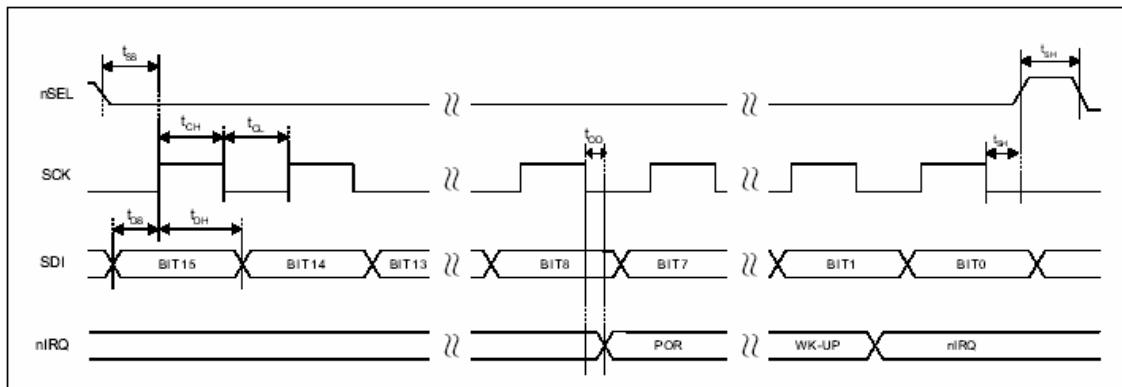 tSS tSH
nSEL
tCH tCL tOD tSH
SCK
tDS tDH
SDI BIT15 BIT14 BIT13 BIT8 BIT7 BIT1 BIT0
nIRQ POR WK-UP nIRQ